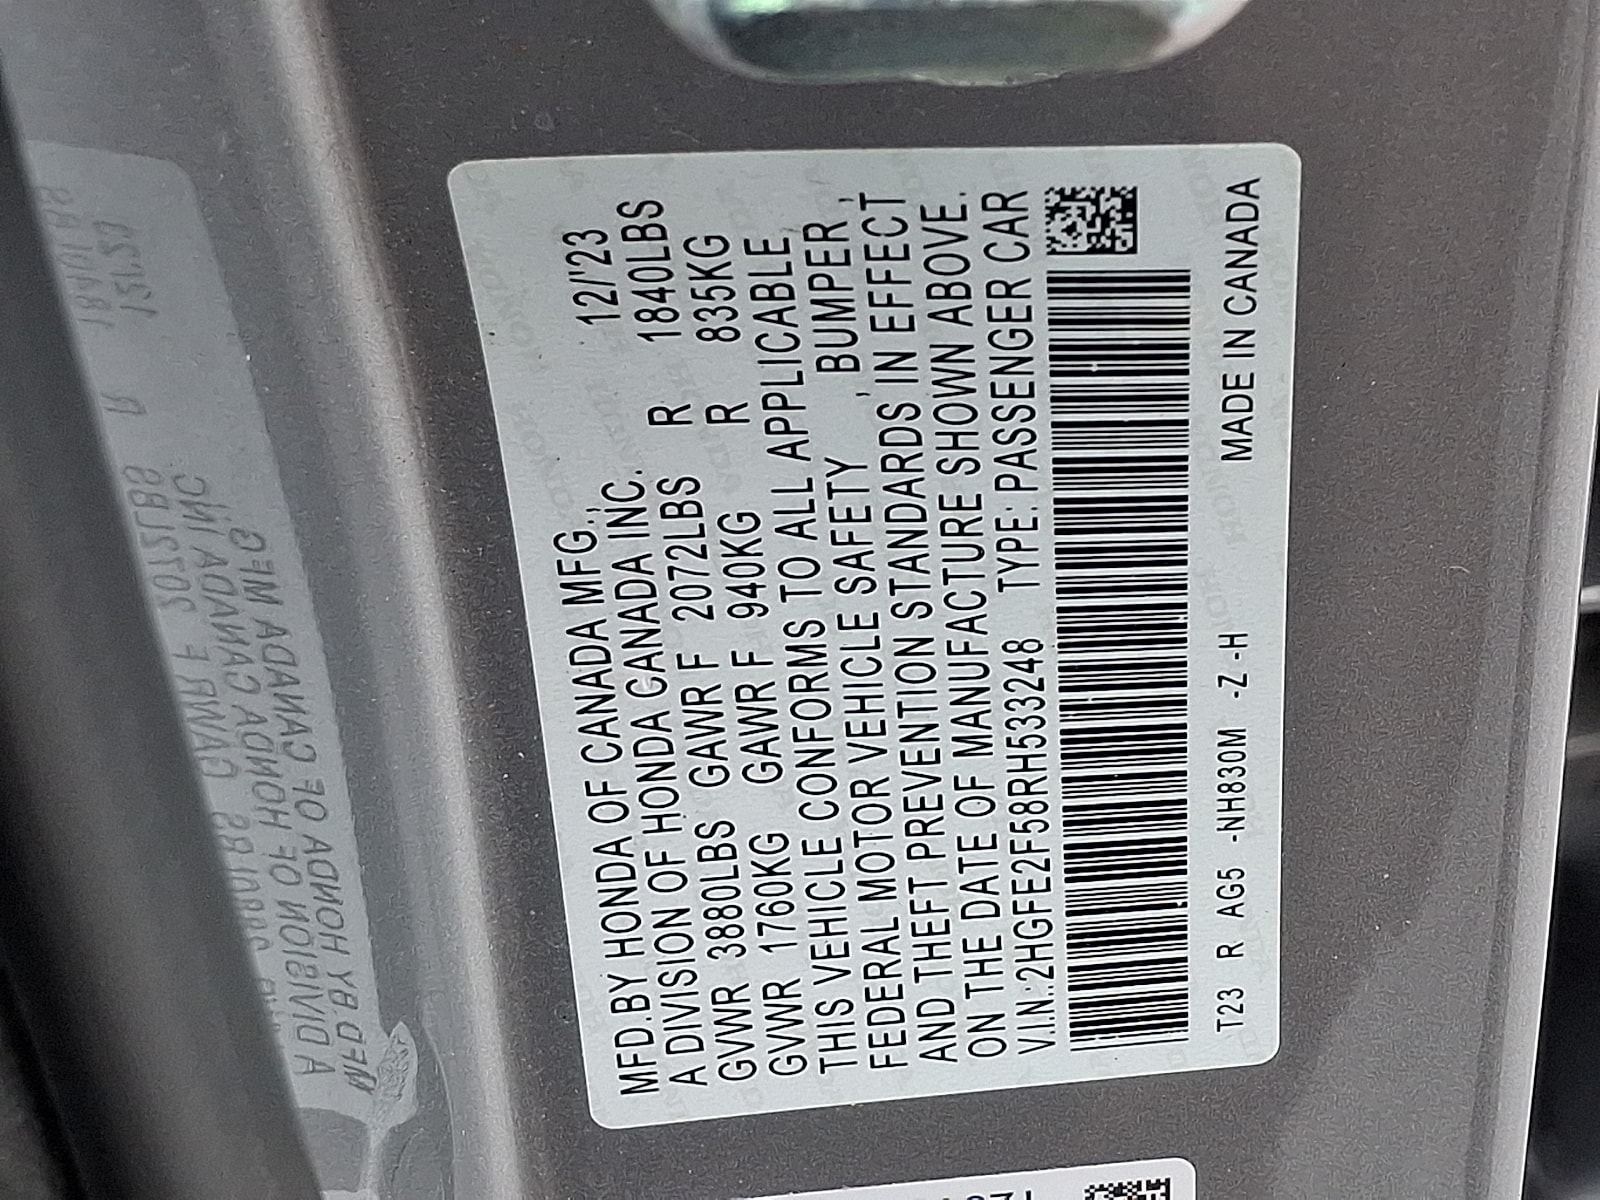 MFD.BY HONDA OF CANADA MFG., 12/'23
A DIVISION OF HONDA CANADA INC.
GVWR 3880LBS GAWR F 2072LBS R 1840LBS
GVWR 1760KG GAWR F 940KG R 835KG
THIS VEHICLE CONFORMS TO ALL APPLICABLE
FEDERAL MOTOR VEHICLE SAFETY , BUMPER ,
AND THEFT PREVENTION STANDARDS IN EFFECT
ON THE DATE OF MANUFACTURE SHOWN ABOVE.
V.I.N.:2HGFE2F58RH533248 TYPE: PASSENGER CAR
T23 R AG5 -NH830M -Z -H MADE IN CANADA